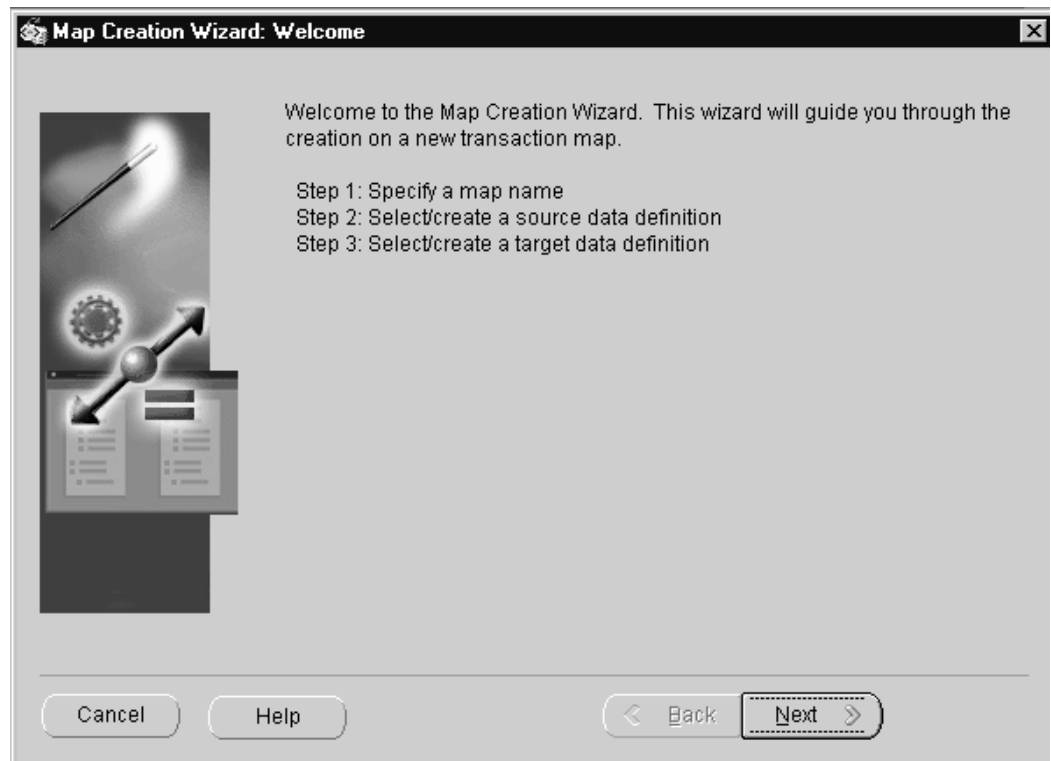 Map Creation Wizard: Welcome
Welcome to the Map Creation Wizard. This wizard will guide you through the
creation on a new transaction map.
Step 1: Specify a map name
Step 2: Select/create a source data definition
Step 3: Select/create a target data definition
Cancel
Help
Back
Next